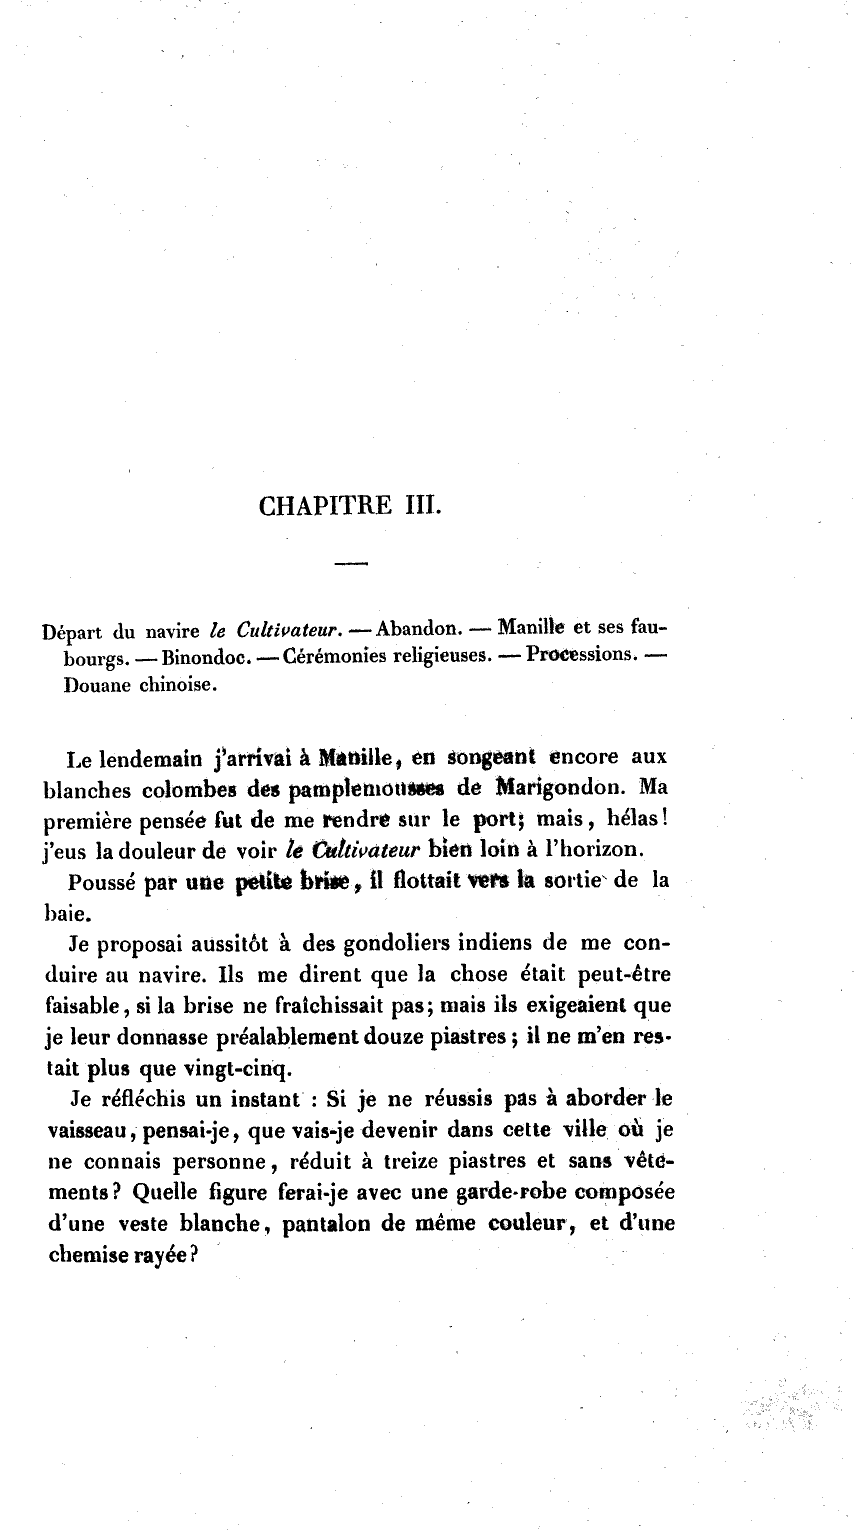 CHAPITRE III.
Départ du navire le Cultivateur. — Abandon. — Manille et ses fau-
bourgs. — Binondoc. — Cérémonies religieuses. — Processions. —
Douane chinoise.
Le lendemain j'arrivai à Manille, en songeant encore aux
blanches colombes des pamplemousses de Marigondon. Ma
première pensée fut de me rendre sur le port; mais, hélas!
j'eus la douleur de voir le Cultivateur bien loin à l'horizon.
Poussé par une petite brise, il flottait vers la sortie de la
baie.
Je proposai aussitôt à des gondoliers indiens de me con-
duire au navire. Ils me dirent que la chose était peut-être
faisable, si la brise ne fraîchissait pas; mais ils exigeaient que
je leur donnasse préalablement douze piastres; il ne m'en res-
tait plus que vingt-cinq.
Je réfléchis un instant : Si je ne réussis pas à aborder le
vaisseau, pensai-je, que vais-je devenir dans cette ville où je
ne connais personne, réduit à treize piastres et sans vête-
ments? Quelle figure ferai-je avec une garde-robe composée
d'une veste blanche, pantalon de même couleur, et d'une
chemise rayée?